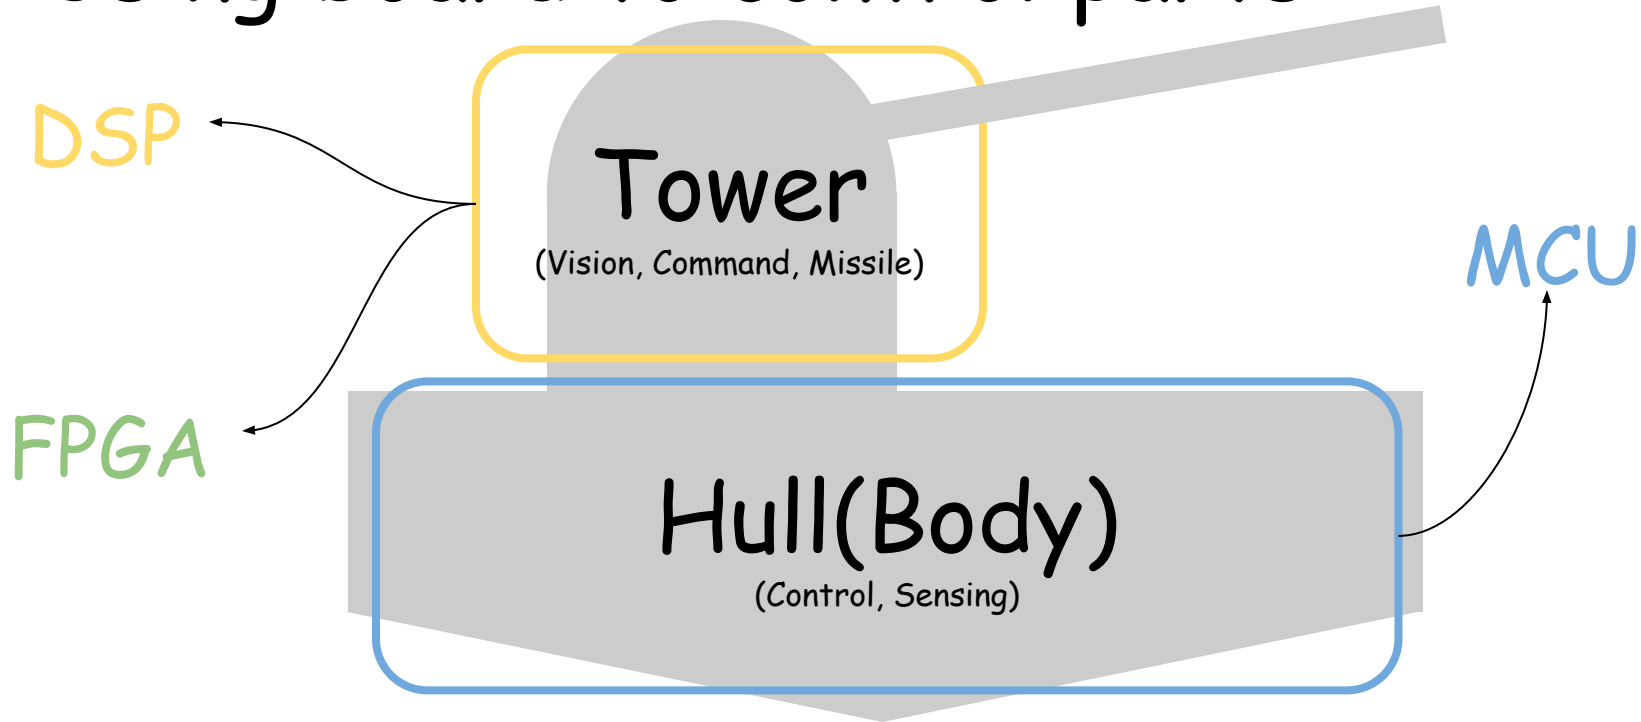 DSP
Tower
(Vision, Command, Missile)
MCU
FPGA
Hull(Body)
(Control, Sensing)